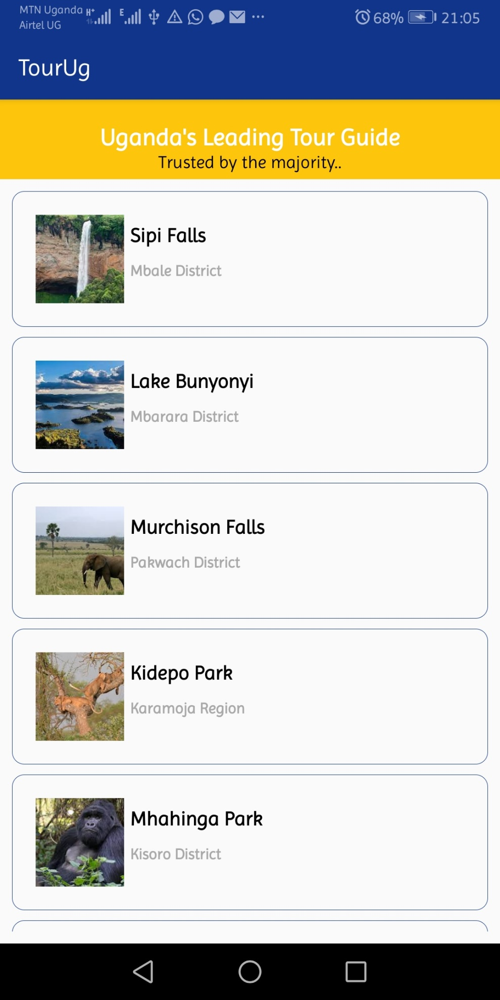 MTN Uganda H+ E 68% 21:05
Airtel UG
TourUg
Uganda's Leading Tour Guide
Trusted by the majority..
Sipi Falls
Mbale District
Lake Bunyonyi
Mbarara District
Murchison Falls
Pakwach District
Kidepo Park
Karamoja Region
Mhahinga Park
Kisoro District